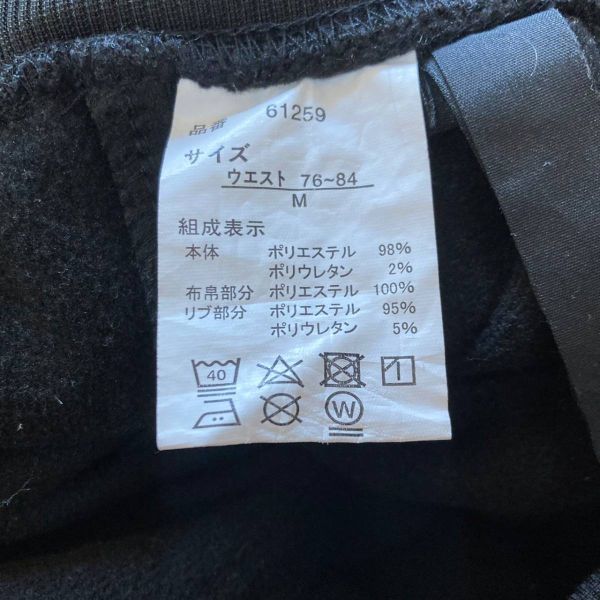 品番 61259
サイズ
ウエスト 76~84
M
組成表示
本体 ポリエステル 98%
ポリウレタン 2%
布帛部分 ポリエステル 100%
リブ部分 ポリエステル 95%
ポリウレタン 5%
40
W